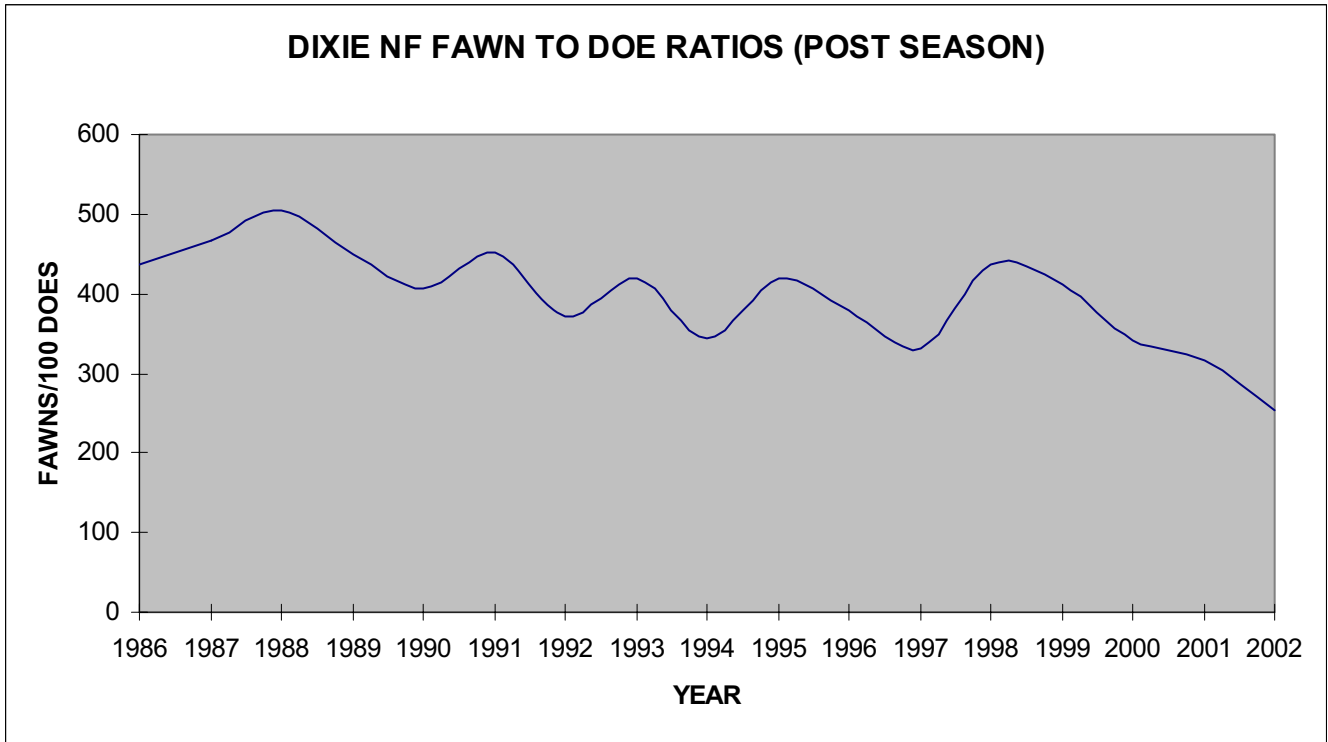 DIXIE NF FAWN TO DOE RATIOS (POST SEASON)
600
500
400
300
200
100
0
FAWNS/100 DOES
1986 1987 1988 1989 1990 1991 1992 1993 1994 1995 1996 1997 1998 1999 2000 2001 2002
YEAR